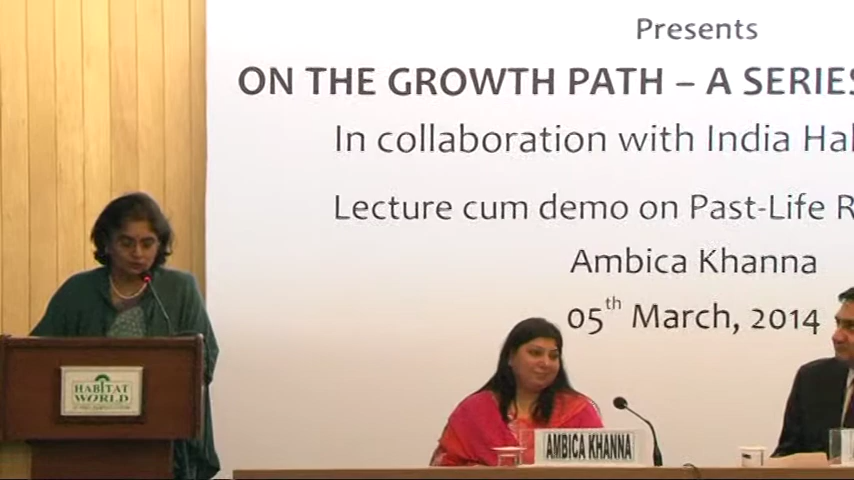 Presents
ON THE GROWTH PATH – A SERIES
In collaboration with India Ha
Lecture cum demo on Past-Life R
Ambica Khanna
05th March, 2014
HABITAT
WORLD
AMBICA KHANNA